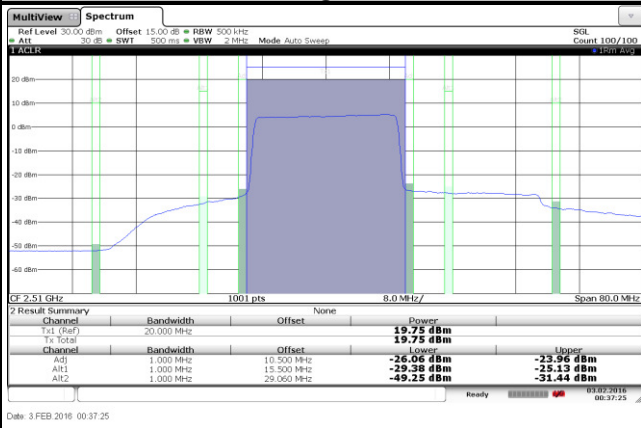 MultiView Spectrum
Ref Level 30.00 dBm Offset 15.00 dB RBW 500 kHz SGL
Att 30 dB SWT 500 ms VBW 2 MHz Mode Auto Sweep Count 100/100
1 ACLR 1Rm Avg
20 dBm
10 dBm
0 dBm
-10 dBm
-20 dBm
-30 dBm
-40 dBm
-50 dBm
-60 dBm
CF 2.51 GHz 1001 pts 8.0 MHz/ Span 80.0 MHz
2 Result Summary None
Channel Bandwidth Offset Power
Tx1 (Ref) 20.000 MHz 19.75 dBm
Tx Total 19.75 dBm
Channel Bandwidth Offset Lower Upper
Adj 1.000 MHz 10.500 MHz -26.06 dBm -23.96 dBm
Alt1 1.000 MHz 15.500 MHz -29.38 dBm -25.13 dBm
Alt2 1.000 MHz 29.060 MHz -49.25 dBm -31.44 dBm
Ready 03.02.2016
00:37:25
Date: 3.FEB.2016 00:37:25